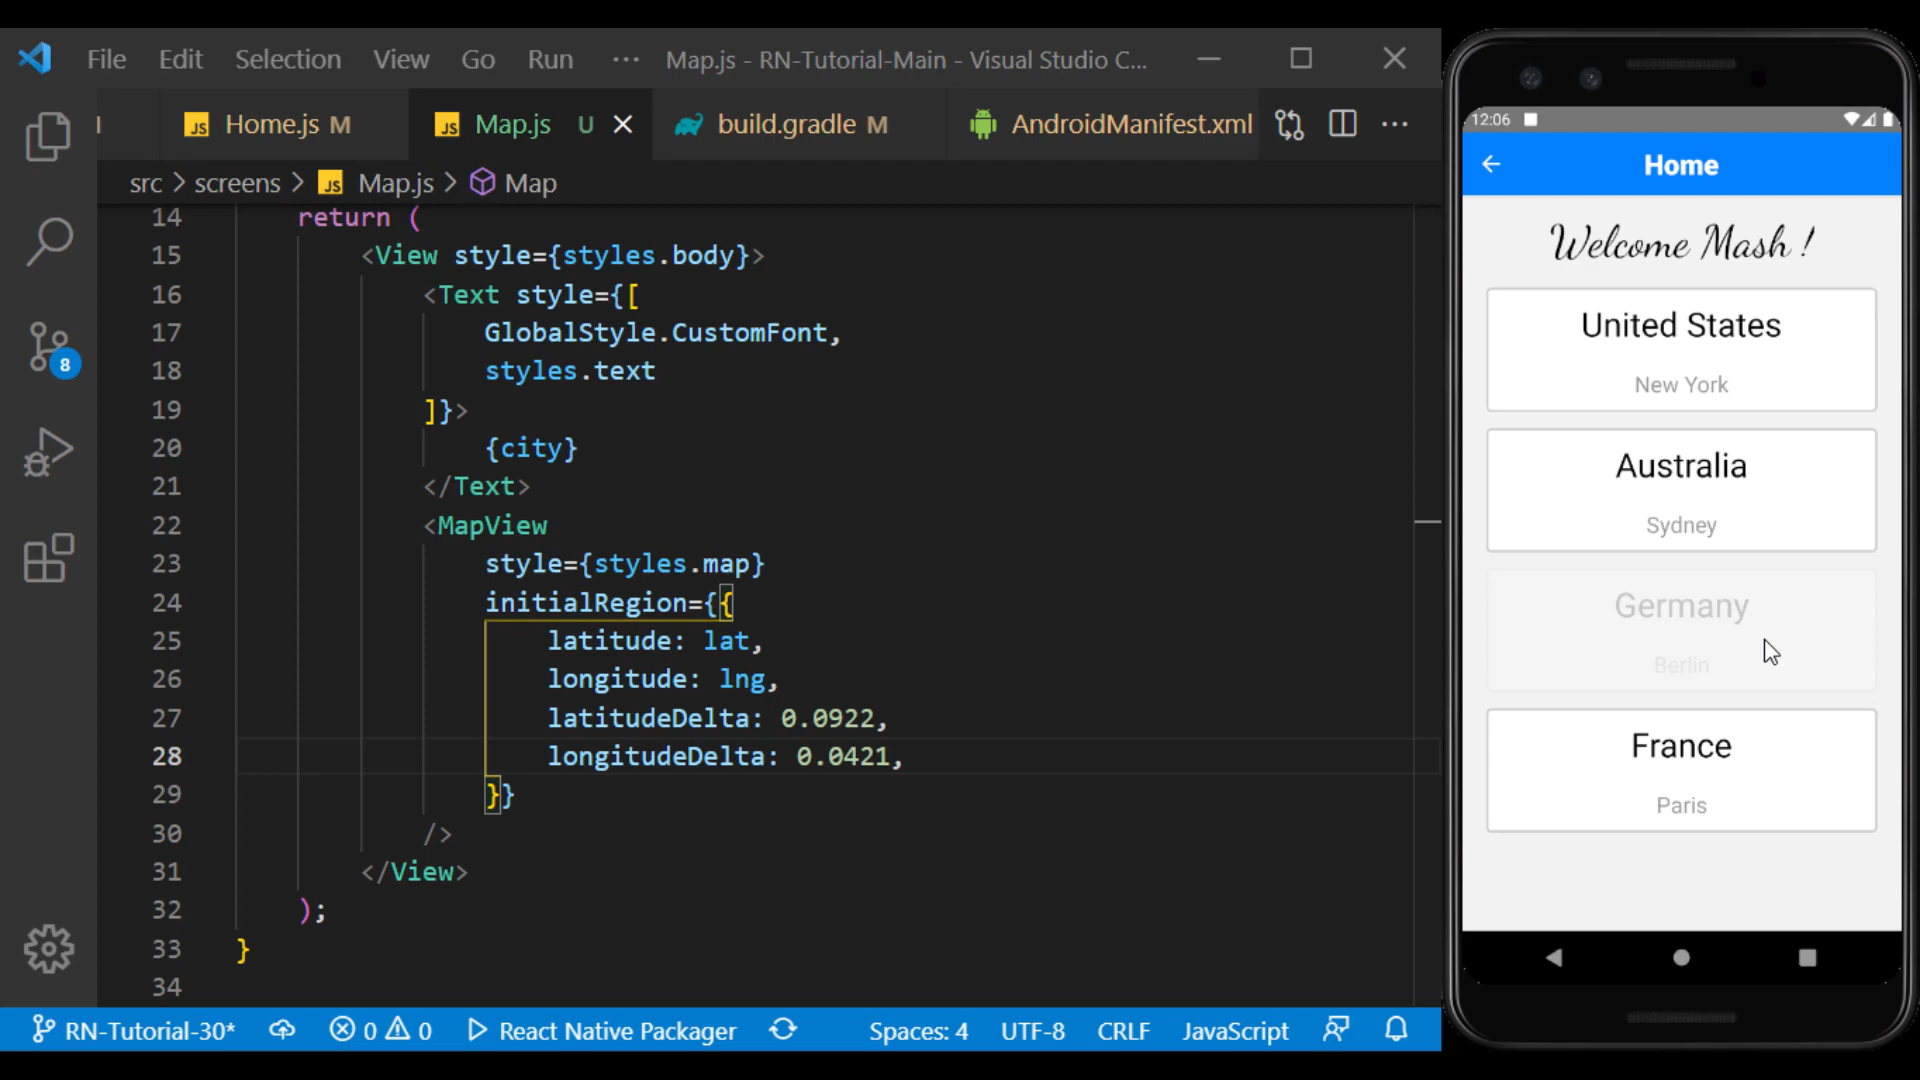 File Edit Selection View Go Run ··· Map.js - RN-Tutorial-Main - Visual Studio C...
JS Home.js M JS Map.js U build.gradle M AndroidManifest.xml ···
src > screens > JS Map.js > Map
14 return (
15 <View style={styles.body}>
16 <Text style={[
17 GlobalStyle.CustomFont,
18 styles.text
19 ]}>
20 {city}
21 </Text>
22 <MapView
23 style={styles.map}
24 initialRegion={{
25 latitude: lat,
26 longitude: lng,
27 latitudeDelta: 0.0922,
28 longitudeDelta: 0.0421,
29 }}
30 />
31 </View>
32 );
33 }
34
8
RN-Tutorial-30* 0 0 React Native Packager Spaces: 4 UTF-8 CRLF JavaScript
12:06
Home
Welcome Mash !
United States
New York
Australia
Sydney
Germany
Berlin
France
Paris